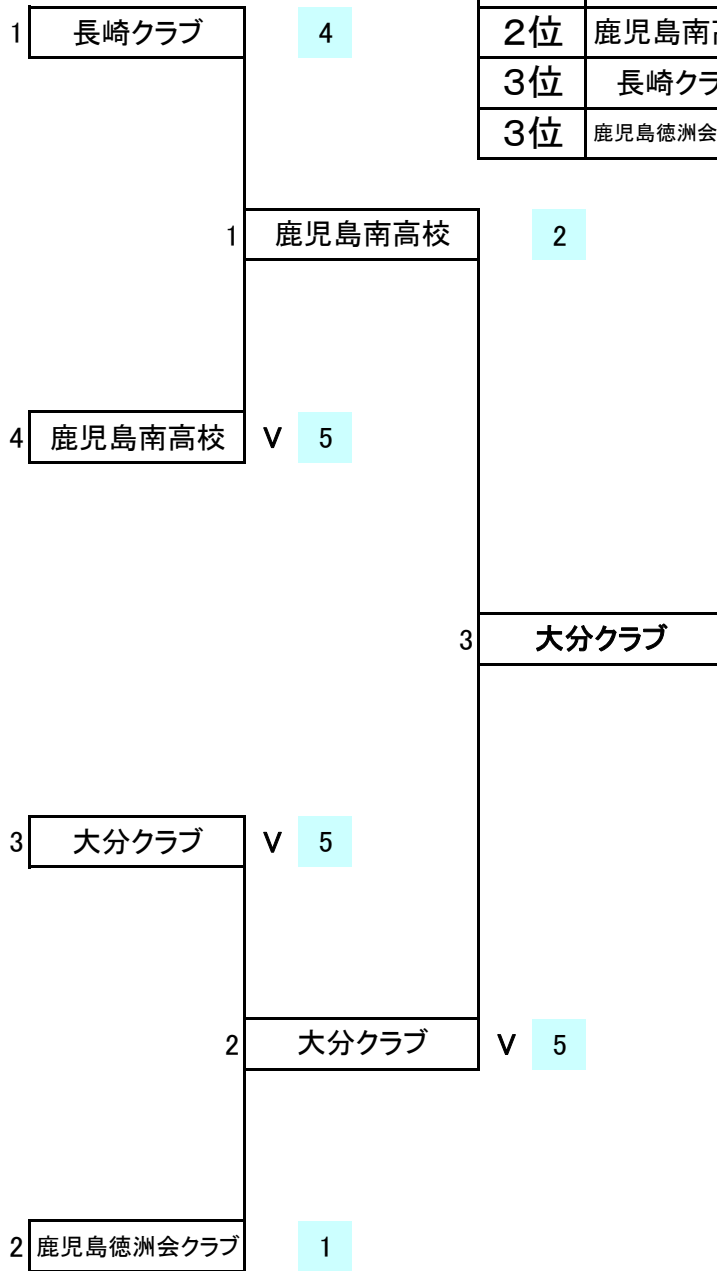 1 長崎クラブ 4
2位 鹿児島南
3位 長崎クラ
3位 鹿児島徳洲会
1 鹿児島南高校 2
4 鹿児島南高校 V 5
3 大分クラブ
3 大分クラブ V 5
2 大分クラブ V 5
2 鹿児島徳洲会クラブ 1